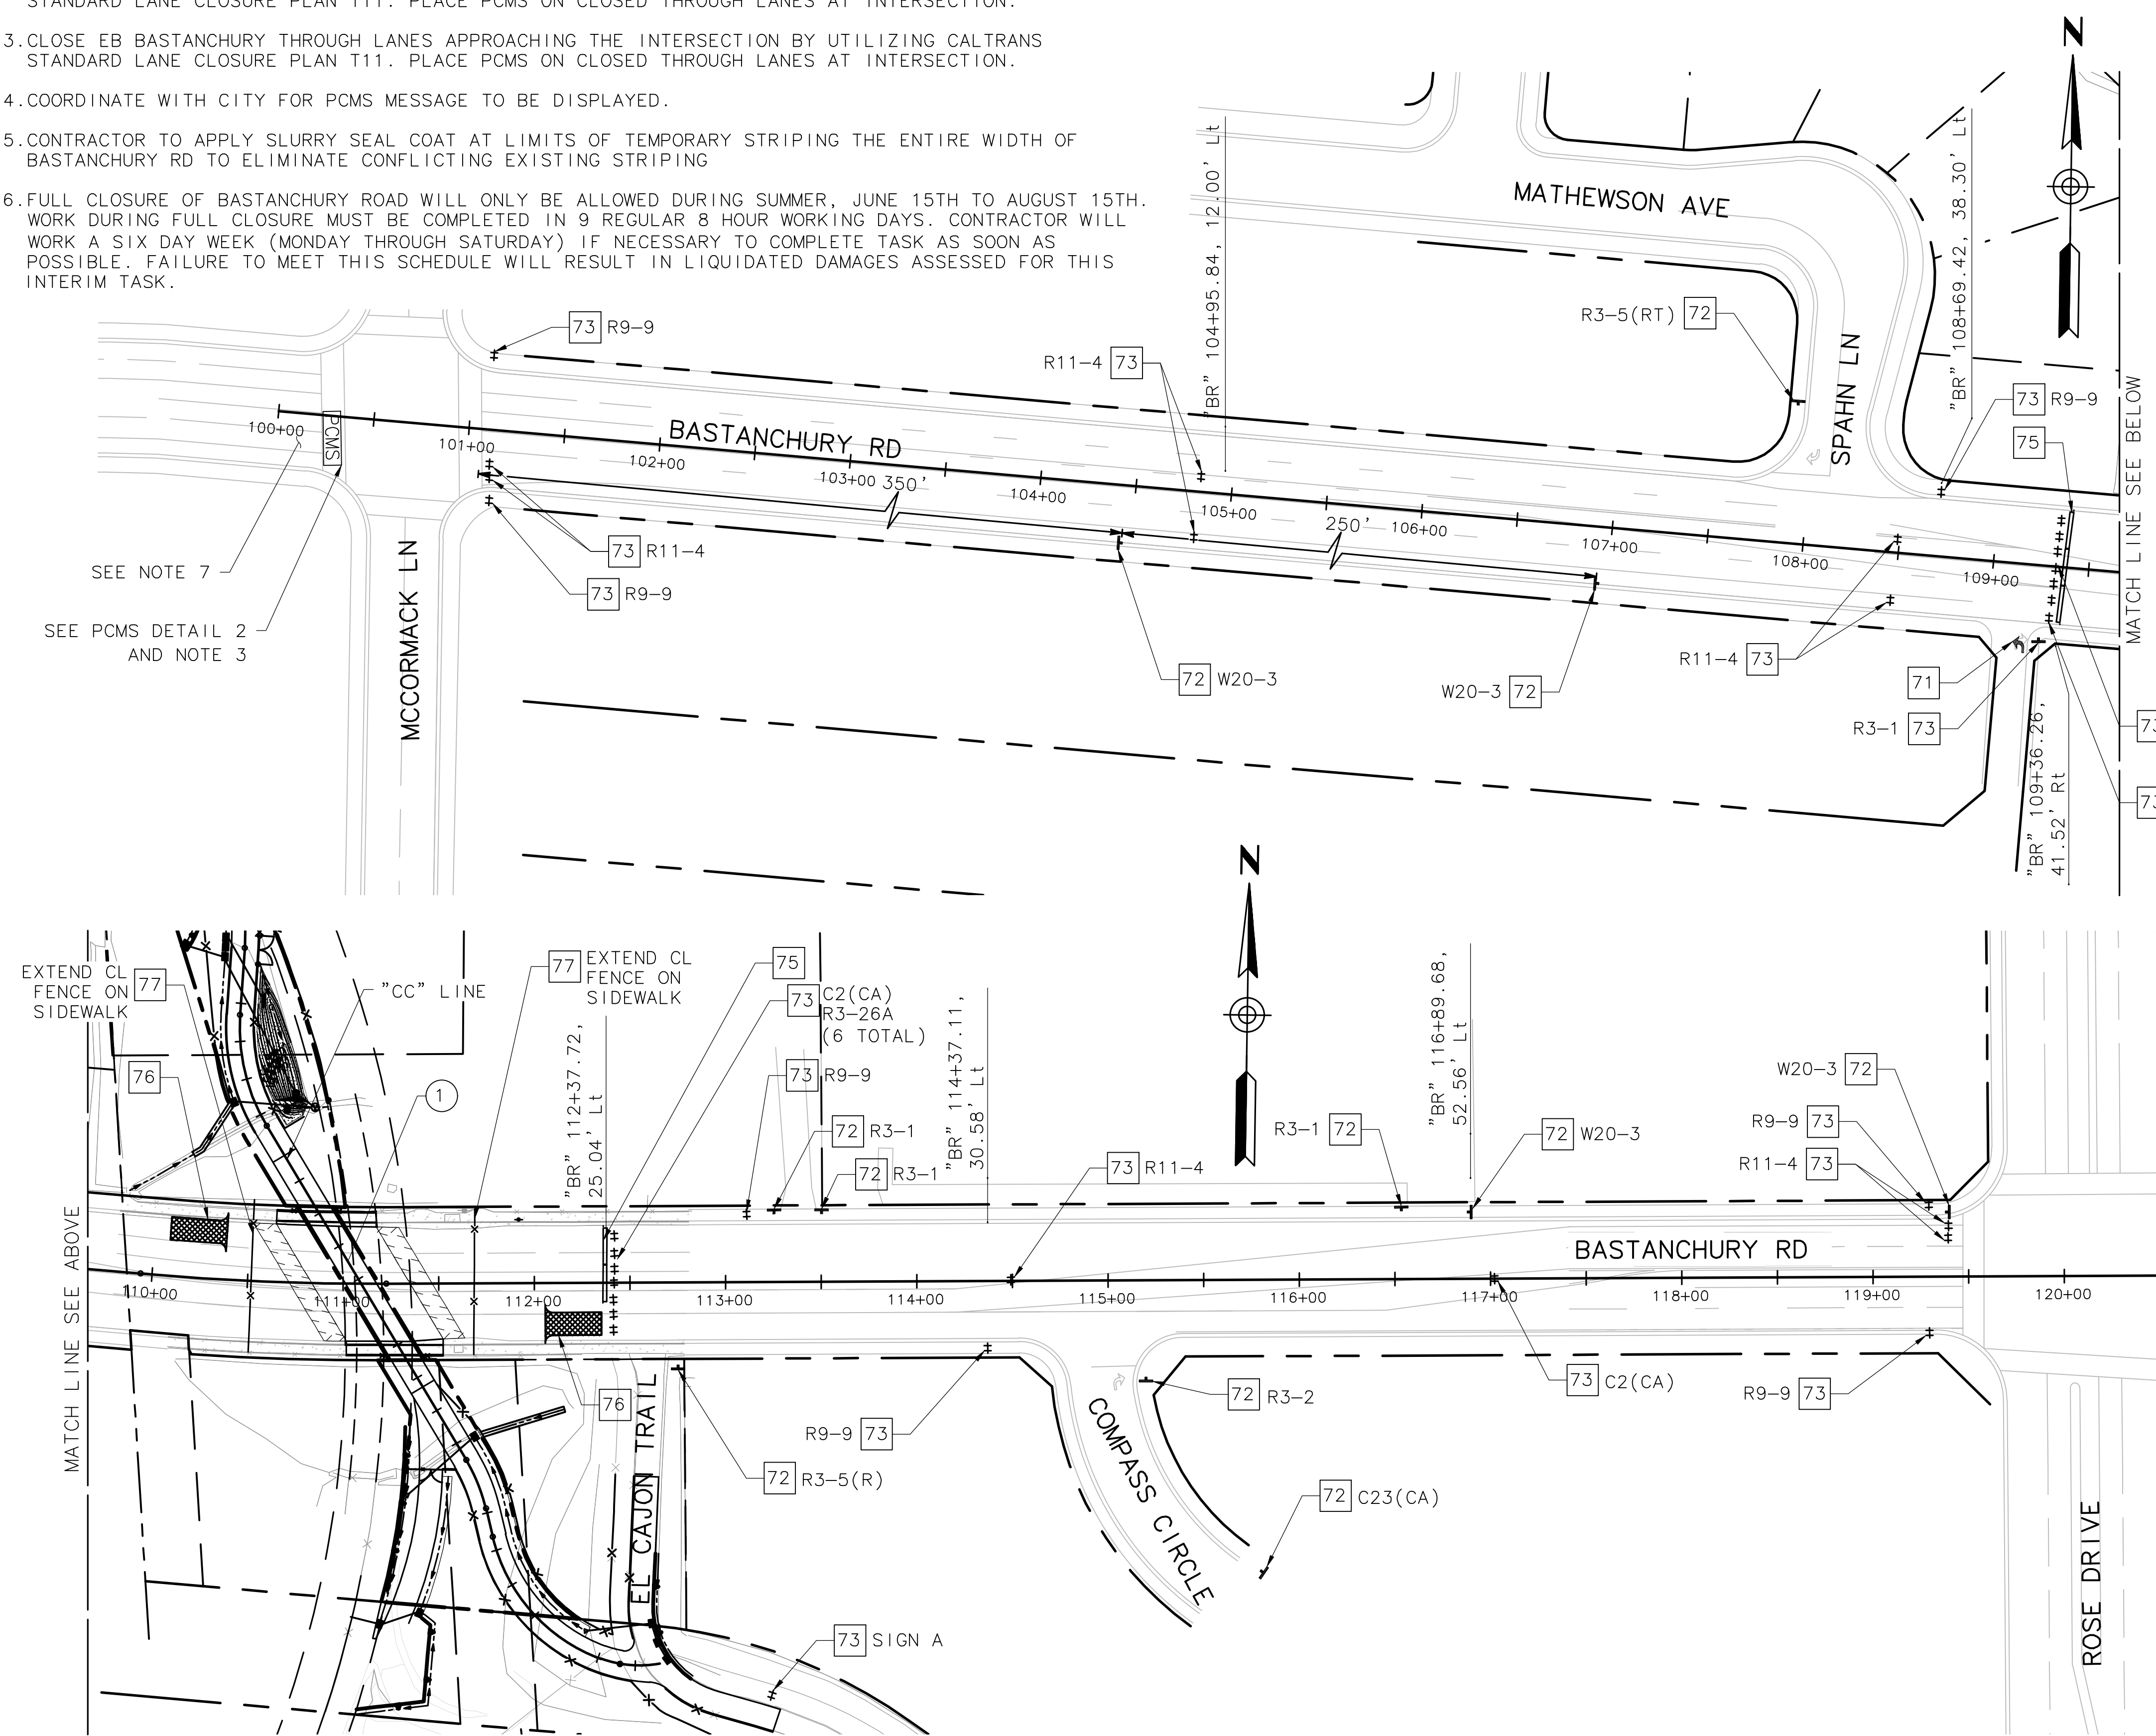 STANDARD LANE CLOSURE PLAN T11. PLACE PCMS ON CLOSED THROUGH LANES AT INTERSECTION.
3.CLOSE EB BASTANCHURY THROUGH LANES APPROACHING THE INTERSECTION BY UTILIZING CALTRANS
STANDARD LANE CLOSURE PLAN T11. PLACE PCMS ON CLOSED THROUGH LANES AT INTERSECTION.
4.COORDINATE WITH CITY FOR PCMS MESSAGE TO BE DISPLAYED.
5.CONTRACTOR TO APPLY SLURRY SEAL COAT AT LIMITS OF TEMPORARY STRIPING THE ENTIRE WIDTH OF
BASTANCHURY RD TO ELIMINATE CONFLICTING EXISTING STRIPING
6.FULL CLOSURE OF BASTANCHURY ROAD WILL ONLY BE ALLOWED DURING SUMMER, JUNE 15TH TO AUGUST 15TH.
WORK DURING FULL CLOSURE MUST BE COMPLETED IN 9 REGULAR 8 HOUR WORKING DAYS. CONTRACTOR WILL
WORK A SIX DAY WEEK (MONDAY THROUGH SATURDAY) IF NECESSARY TO COMPLETE TASK AS SOON AS
POSSIBLE. FAILURE TO MEET THIS SCHEDULE WILL RESULT IN LIQUIDATED DAMAGES ASSESSED FOR THIS
INTERIM TASK.
N
MATHEWSON AVE
"BR" 104+95.84, 12.00' Lt
"BR" 108+69.42, 38.30' Lt
R3-5(RT) 72
SPAHN LN
73 R9-9
R11-4 73
73 R9-9
75
MATCH LINE SEE BELOW
PCMS
BASTANCHURY RD
100+00
101+00
102+00
103+00
350'
104+00
105+00
250'
106+00
107+00
108+00
109+00
SEE NOTE 7
SEE PCMS DETAIL 2
AND NOTE 3
MCCORMACK LN
73 R11-4
73 R9-9
72 W20-3
W20-3 72
R11-4 73
71
R3-1 73
73
73
"BR" 109+36.26,
41.52' Rt
N
EXTEND CL
FENCE ON
SIDEWALK
77
"CC" LINE
77
EXTEND CL
FENCE ON
SIDEWALK
75
73 C2(CA)
R3-26A
(6 TOTAL)
76
1
"BR" 112+37.72,
25.04' Lt
73 R9-9
72 R3-1
72 R3-1
"BR" 114+37.11,
30.58' Lt
73 R11-4
R3-1 72
"BR" 116+89.68,
52.56' Lt
72 W20-3
W20-3 72
R9-9 73
R11-4 73
MATCH LINE SEE ABOVE
BASTANCHURY RD
110+00
111+00
112+00
113+00
114+00
115+00
116+00
117+00
118+00
119+00
120+00
76
EL CAJON TRAIL
72 R3-5(R)
R9-9 73
COMPASS CIRCLE
72 R3-2
73 C2(CA)
R9-9 73
72 C23(CA)
73 SIGN A
ROSE DRIVE